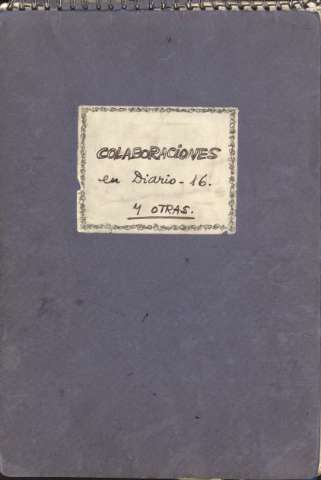 COLABORACIONES
en Diario-16.
Y OTRAS.